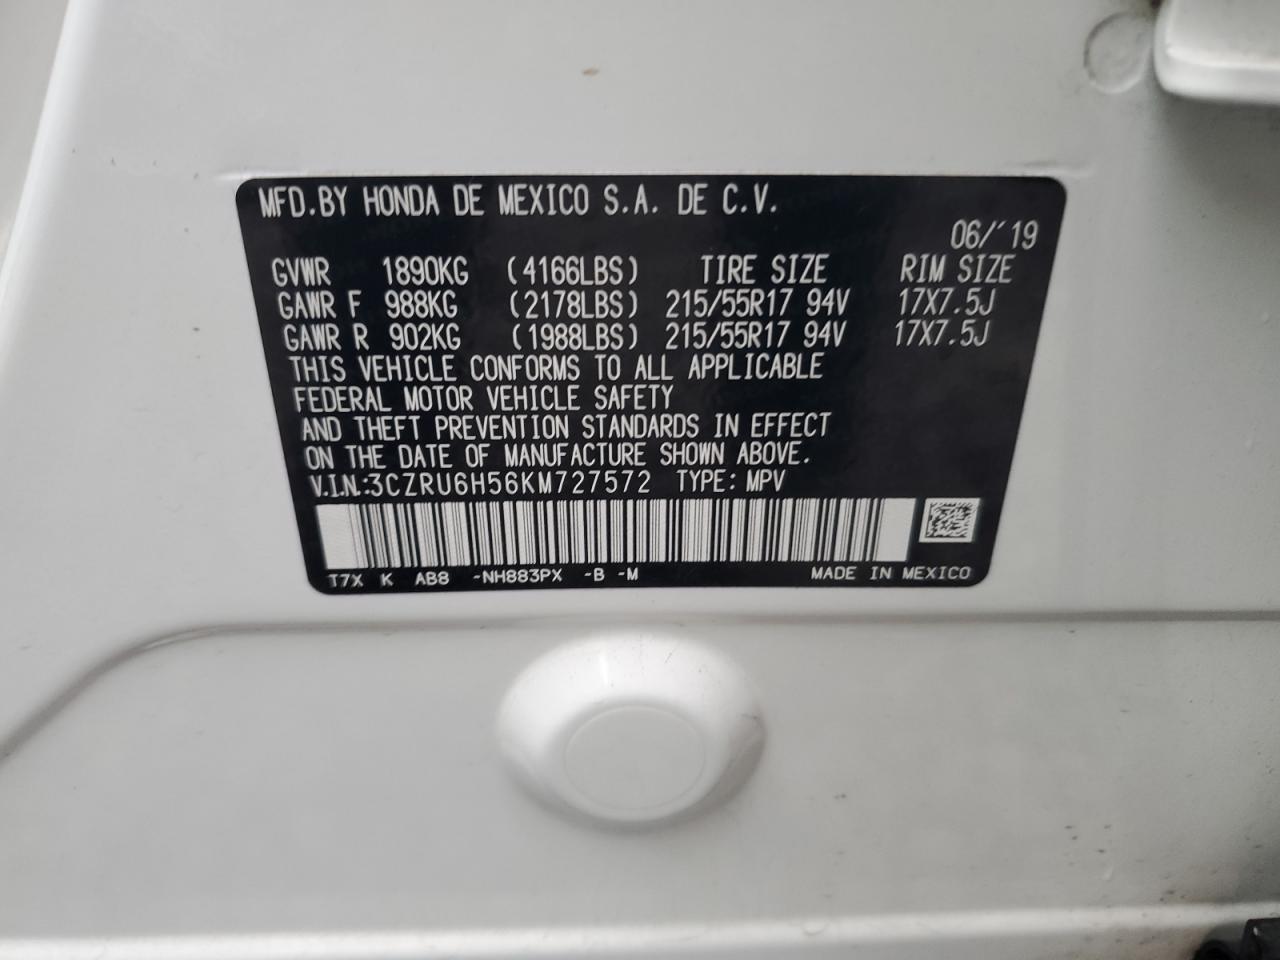 MFD.BY HONDA DE MEXICO S.A. DE C.V.
06/´19
GVWR 1890KG (4166LBS) TIRE SIZE RIM SIZE
GAWR F 988KG (2178LBS) 215/55R17 94V 17X7.5J
GAWR R 902KG (1988LBS) 215/55R17 94V 17X7.5J
THIS VEHICLE CONFORMS TO ALL APPLICABLE
FEDERAL MOTOR VEHICLE SAFETY
AND THEFT PREVENTION STANDARDS IN EFFECT
ON THE DATE OF MANUFACTURE SHOWN ABOVE.
V.I.N.:3CZRU6H56KM727572 TYPE: MPV
T7X K AB8 -NH883PX -B -M MADE IN MEXICO